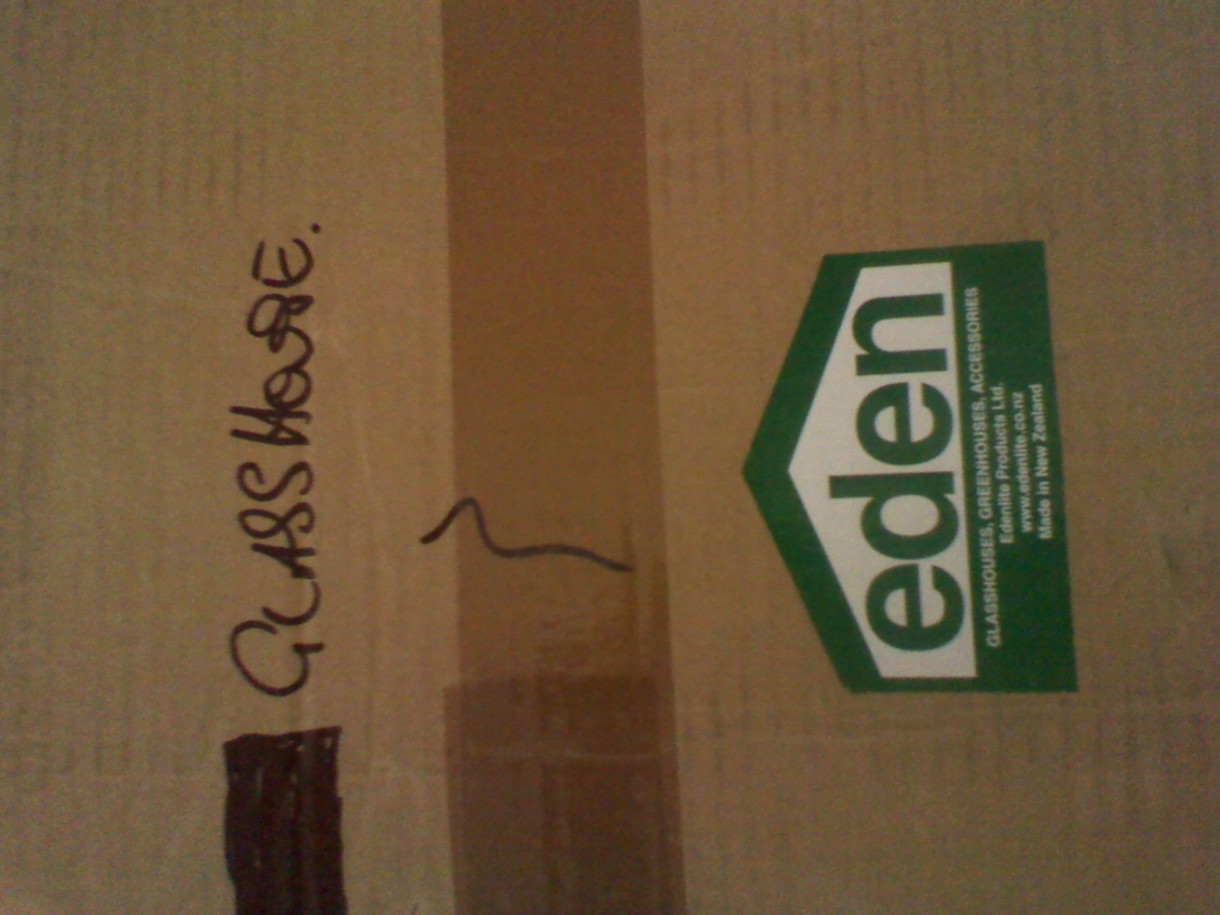 GLASSHOUSE.
eden
GLASSHOUSES, GREENHOUSES, ACCESSORIES
Edenlite Products Ltd.
www.edenlite.co.nz
Made in New Zealand